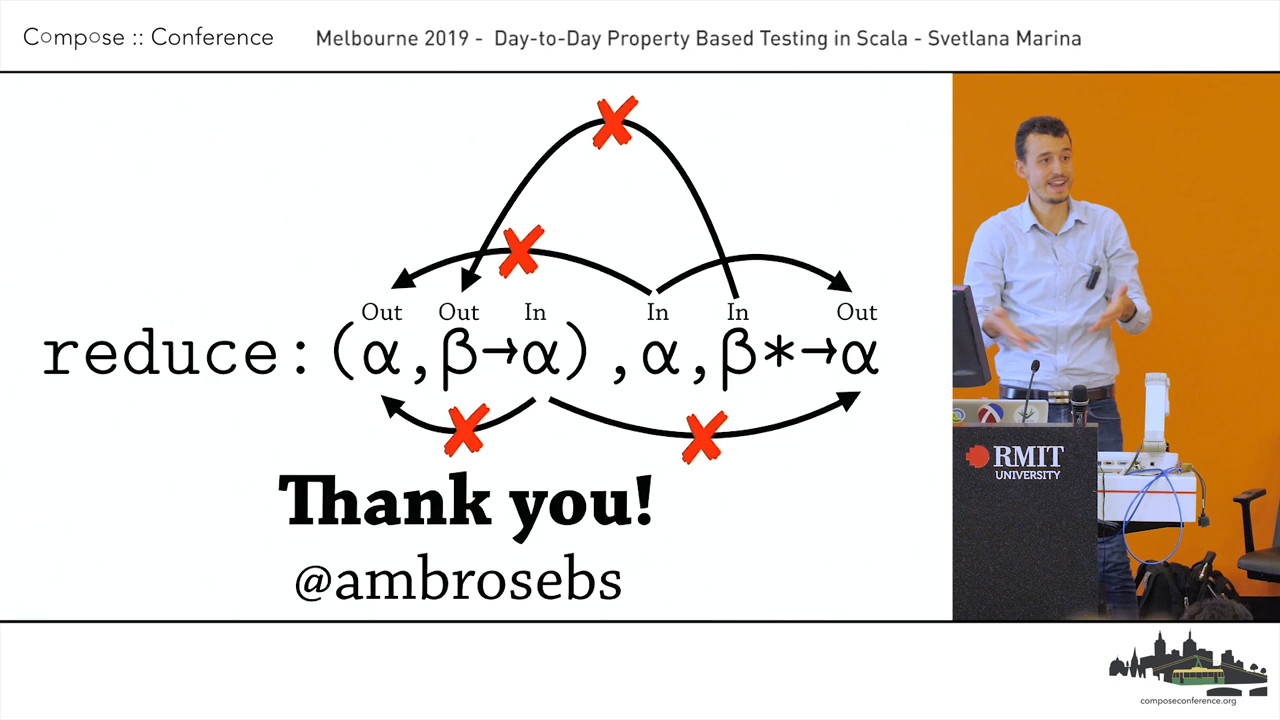 Compose :: Conference
Melbourne 2019 - Day-to-Day Property Based Testing in Scala - Svetlana Marina
Out Out In In In Out
reduce:(α,β→α),α,β*→α
Thank you!
@ambrosebs
RMIT
UNIVERSITY
composeconference.org